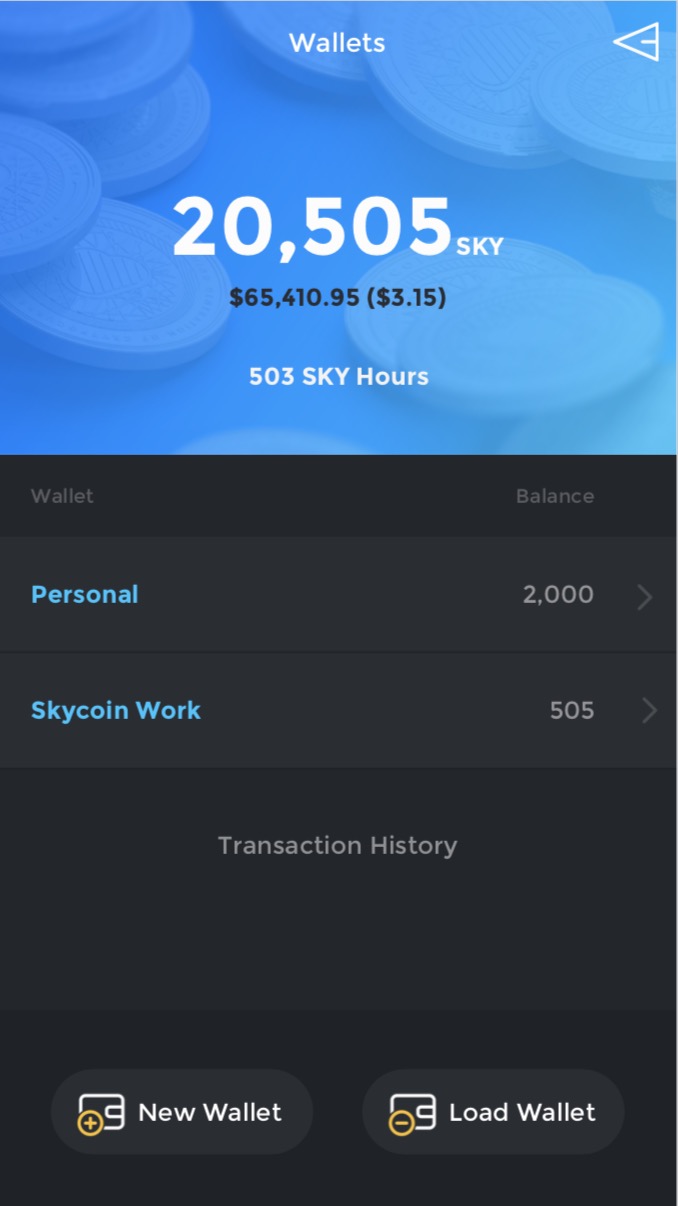 Wallets
20,505 SKY
$65,410.95 ($3.15)
503 SKY Hours
Wallet Balance
Personal 2,000
Skycoin Work 505
Transaction History
New Wallet Load Wallet